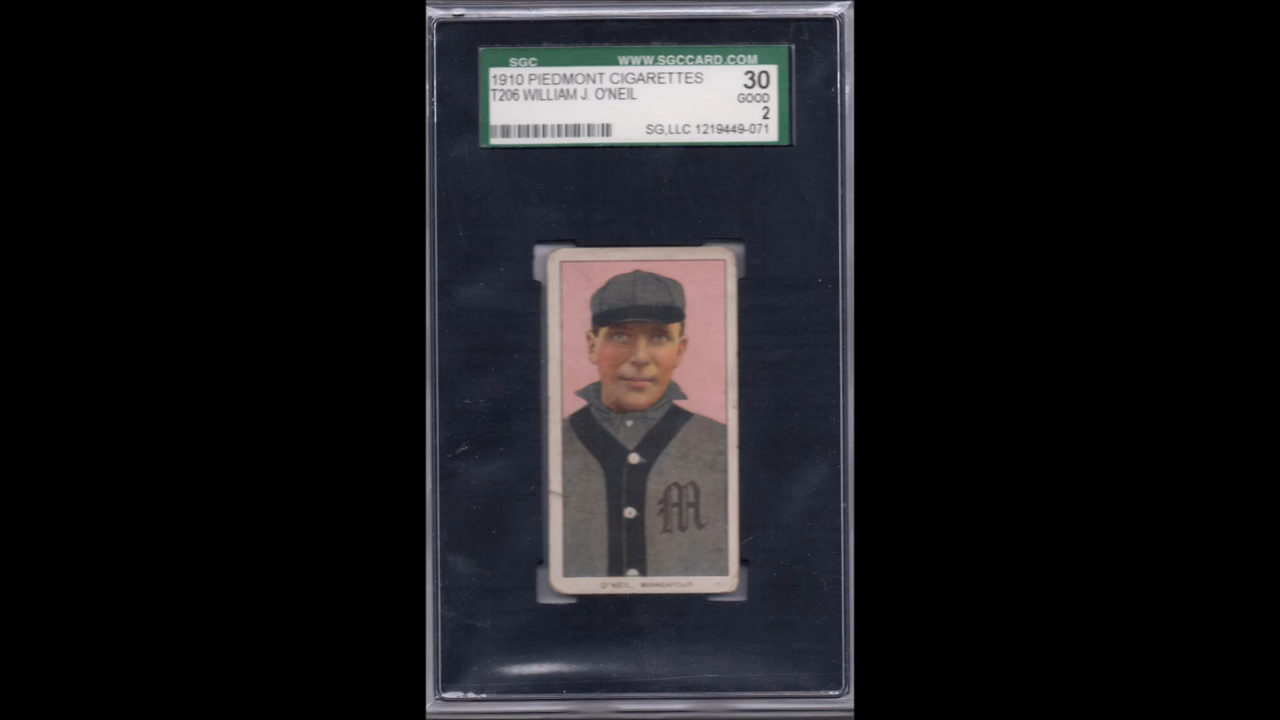 SGC WWW.SGCCARD.COM
1910 PIEDMONT CIGARETTES 30
T206 WILLIAM J. O'NEIL GOOD
2
SG,LLC 1219449-071
M
O'NEIL, MINNEAPOLIS